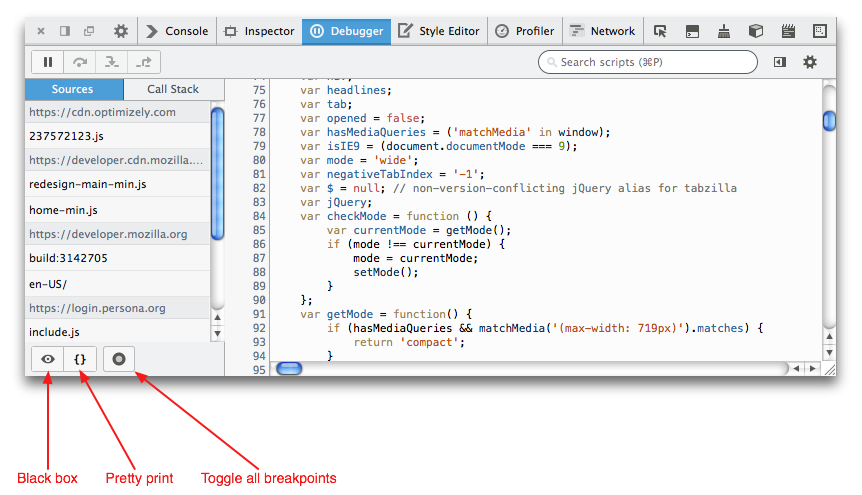 Console Inspector Debugger Style Editor Profiler Network
Search scripts (⌘P)
Sources Call Stack
https://cdn.optimizely.com
237572123.js
https://developer.cdn.mozilla....
redesign-main-min.js
home-min.js
https://developer.mozilla.org
build:3142705
en-US/
https://login.persona.org
include.js
{}
75 var headlines;
76 var tab;
77 var opened = false;
78 var hasMediaQueries = ('matchMedia' in window);
79 var isIE9 = (document.documentMode === 9);
80 var mode = 'wide';
81 var negativeTabIndex = '-1';
82 var $ = null; // non-version-conflicting jQuery alias for tabzilla
83 var jQuery;
84 var checkMode = function () {
85 var currentMode = getMode();
86 if (mode !== currentMode) {
87 mode = currentMode;
88 setMode();
89 }
90 };
91 var getMode = function() {
92 if (hasMediaQueries && matchMedia('(max-width: 719px)').matches) {
93 return 'compact';
94 }
95
Black box Pretty print Toggle all breakpoints